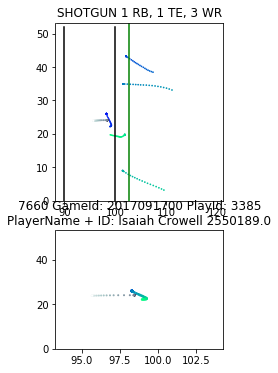 SHOTGUN 1 RB, 1 TE, 3 WR
50
40
30
20
10
0
90 100 110 120
7660 GameId: 2017091700 PlayId: 3385
PlayerName + ID: Isaiah Crowell 2550189.0
40
20
0
95.0 97.5 100.0 102.5